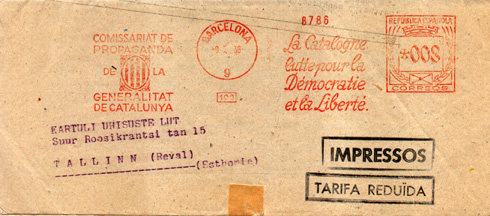 COMISSARIAT DE
PROPAGANDA
DE LA
GENERALITAT
DE CATALUNYA
BARCELONA
9
8786
La Catalogne
lutte pour la
Démocratie
et la Liberté.
REPUBLICA ESPAÑOLA
*008
CORREOS
KARTULI UHISUSTE LUT
Suur Roosikrantsi tan 15
TALLINN (Reval)
(Esthonie)
IMPRESSOS
TARIFA REDUÏDA